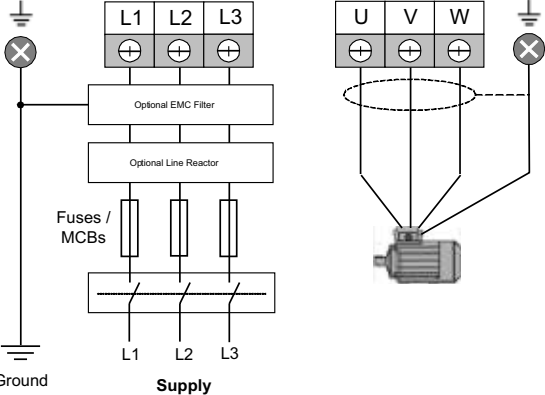 L1 L2 L3
U V W
Optional EMC Filter
Optional Line Reactor
Fuses /
MCBs
L1 L2 L3
Ground
Supply